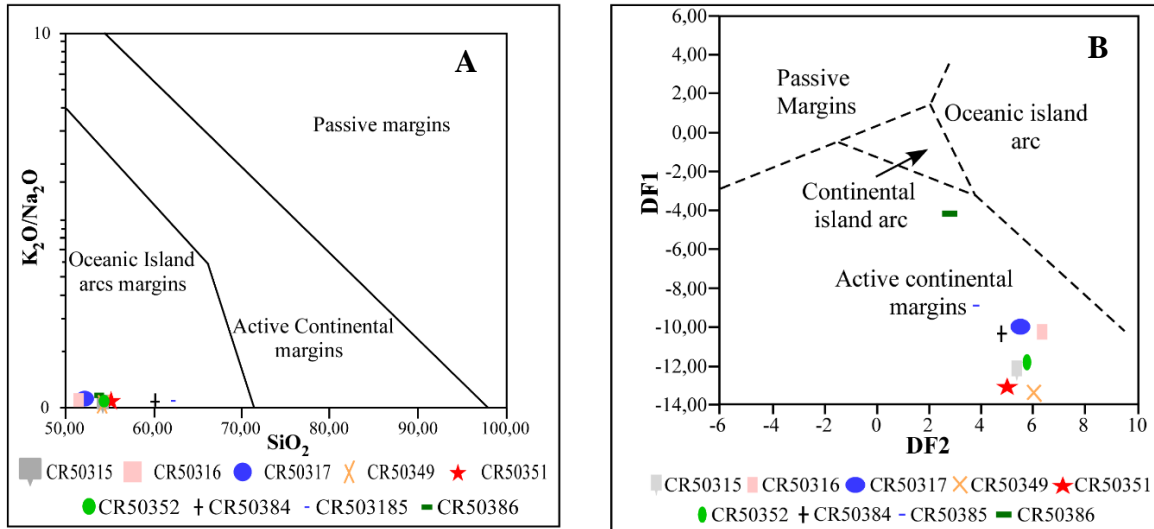 A
10
K₂O/Na₂O
Passive margins
Oceanic Island
arcs margins
Active Continental
margins
0
50,00 60,00 70,00 80,00 90,00 100,00
SiO₂
CR50315 CR50316 CR50317 CR50349 CR50351
CR50352 CR50384 CR503185 CR50386
B
6,00
4,00
2,00
0,00
-2,00
-4,00
-6,00
-8,00
-10,00
-12,00
-14,00
DF1
Passive
Margins
Oceanic island
arc
Continental
island arc
Active continental
margins
-6 -4 -2 0 2 4 6 8 10
DF2
CR50315 CR50316 CR50317 CR50349 CR50351
CR50352 CR50384 CR50385 CR50386